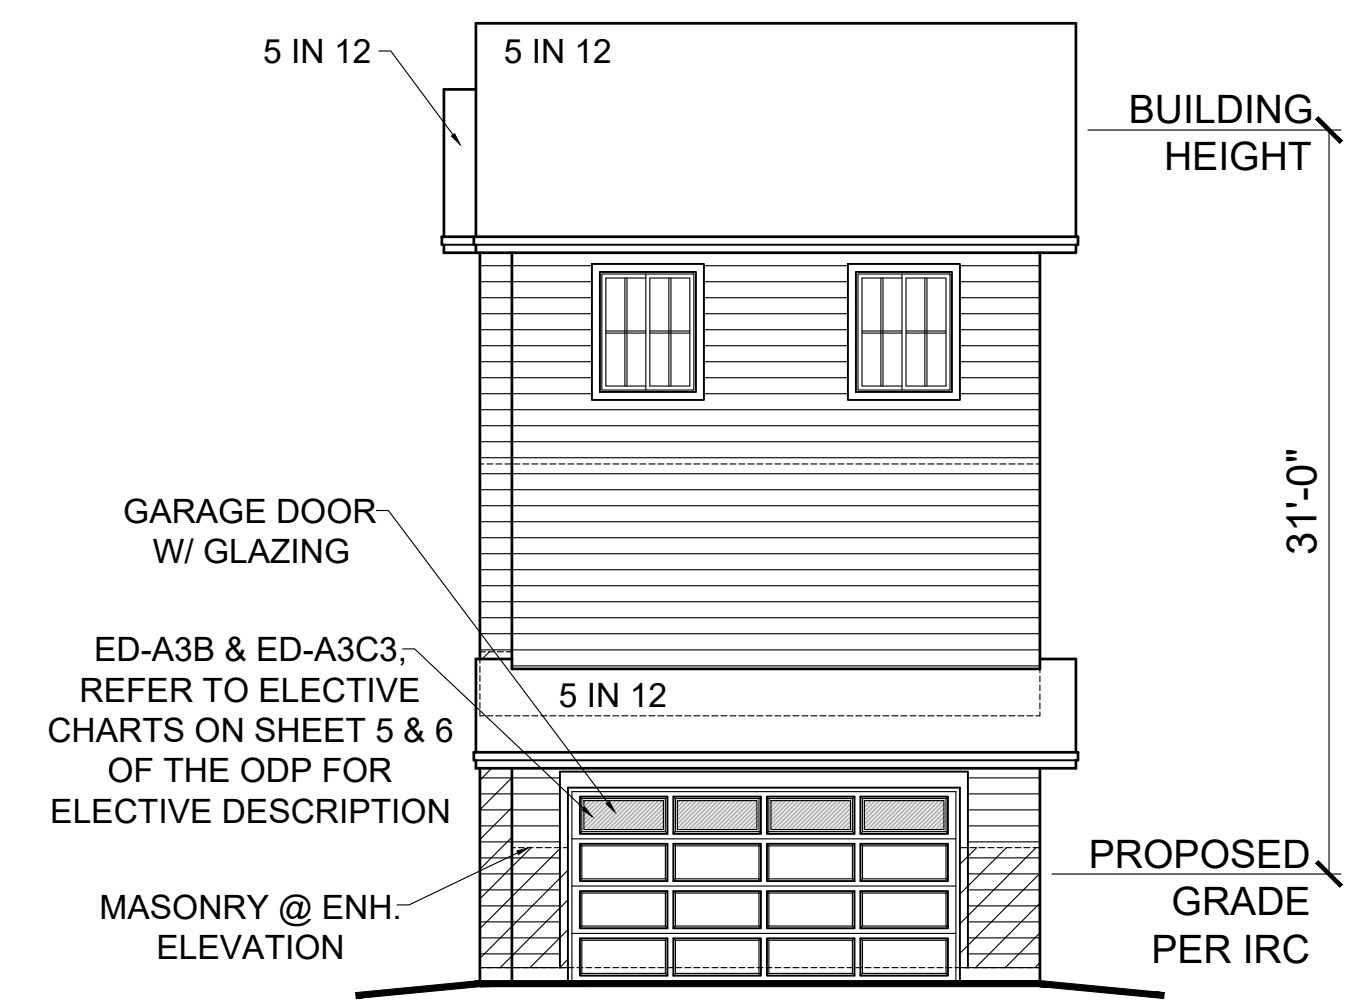 5 IN 12
5 IN 12
BUILDING
HEIGHT
31'-0"
GARAGE DOOR
W/ GLAZING
ED-A3B & ED-A3C3,
REFER TO ELECTIVE
CHARTS ON SHEET 5 & 6
OF THE ODP FOR
ELECTIVE DESCRIPTION
5 IN 12
MASONRY @ ENH.
ELEVATION
PROPOSED
GRADE
PER IRC